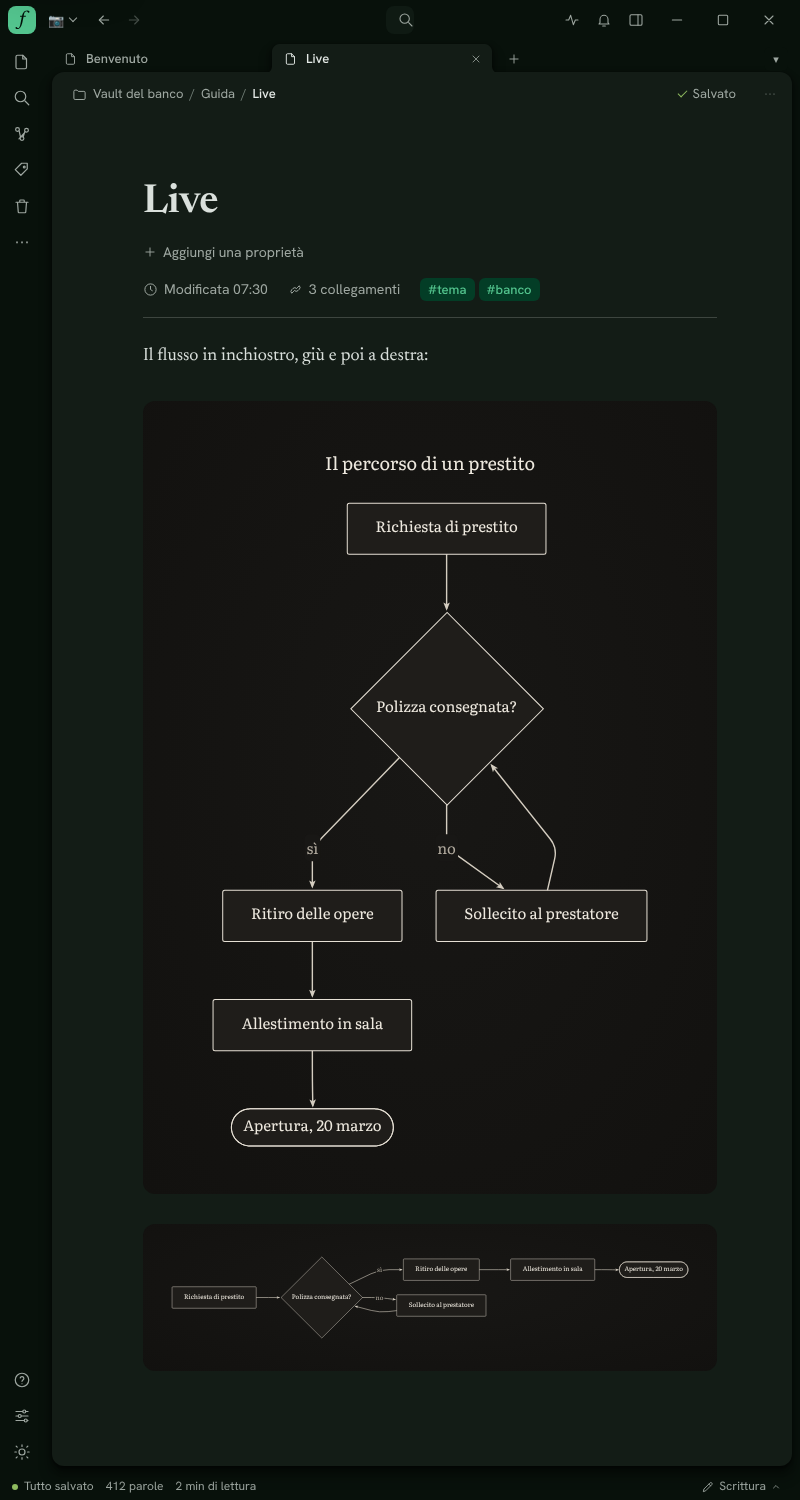 f
Benvenuto
Live
Vault del banco / Guida / Live
Salvato
Live
Aggiungi una proprietà
Modificata 07:30
3 collegamenti
#tema
#banco
Il flusso in inchiostro, giù e poi a destra:
Il percorso di un prestito
Richiesta di prestito
Polizza consegnata?
sì
no
Ritiro delle opere
Sollecito al prestatore
Allestimento in sala
Apertura, 20 marzo
Richiesta di prestito
Polizza consegnata?
sì
no
Ritiro delle opere
Allestimento in sala
Apertura, 20 marzo
Sollecito al prestatore
Tutto salvato
412 parole
2 min di lettura
Scrittura